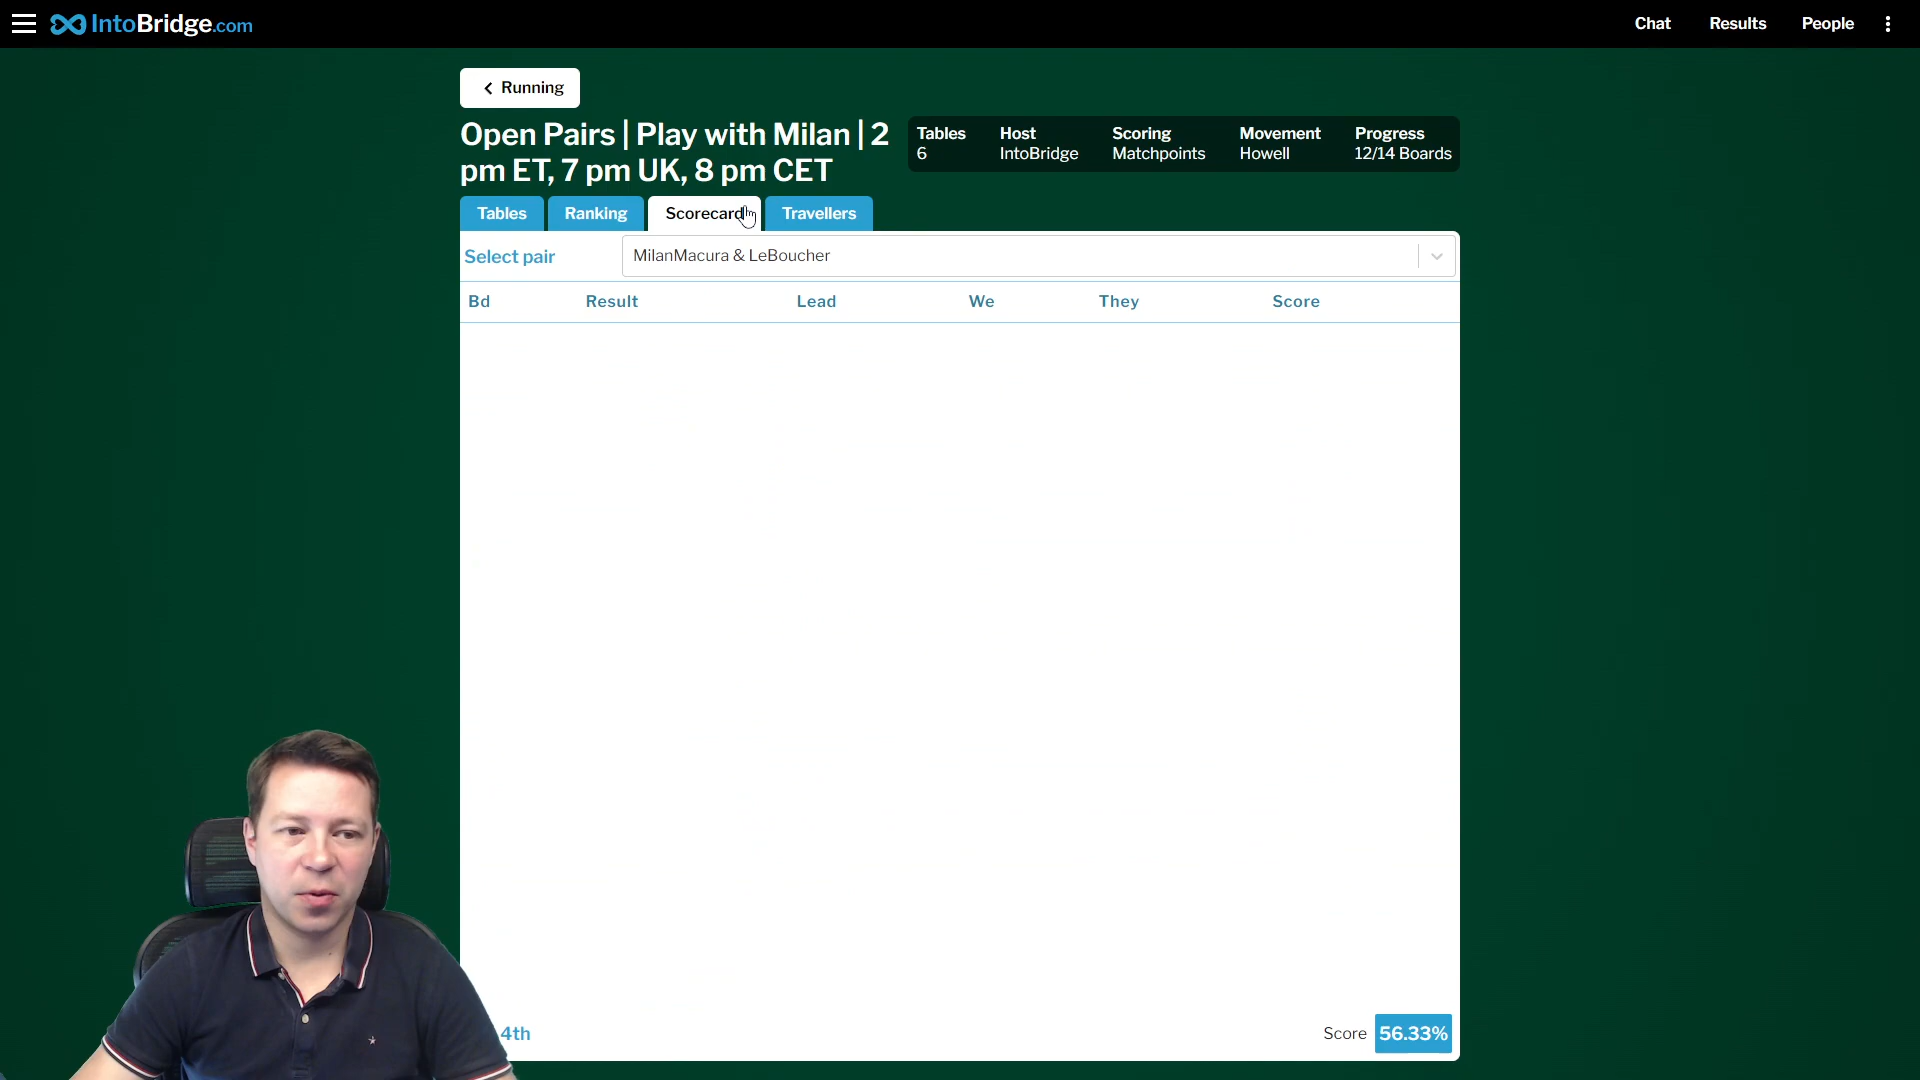 IntoBridge.com
Chat Results People
Running
Open Pairs | Play with Milan | 2
pm ET, 7 pm UK, 8 pm CET
Tables Host Scoring Movement Progress
6 IntoBridge Matchpoints Howell 12/14 Boards
Tables Ranking Scorecard Travellers
Select pair MilanMacura & LeBoucher
Bd Result Lead We They Score
4th Score 56.33%